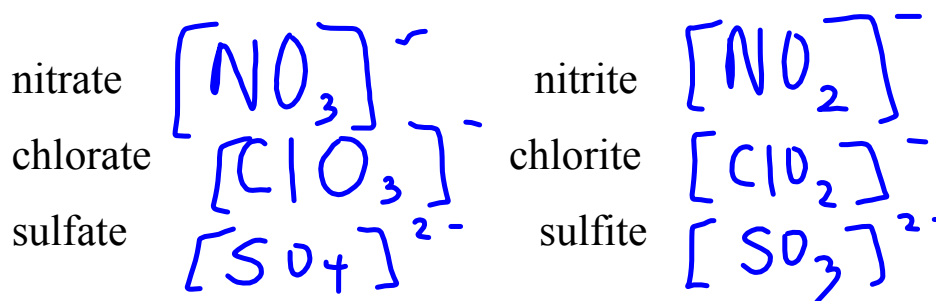 nitrate [NO₃]⁻ nitrite [NO₂]⁻
chlorate [ClO₃]⁻ chlorite [ClO₂]⁻
sulfate [SO₄]²⁻ sulfite [SO₃]²⁻